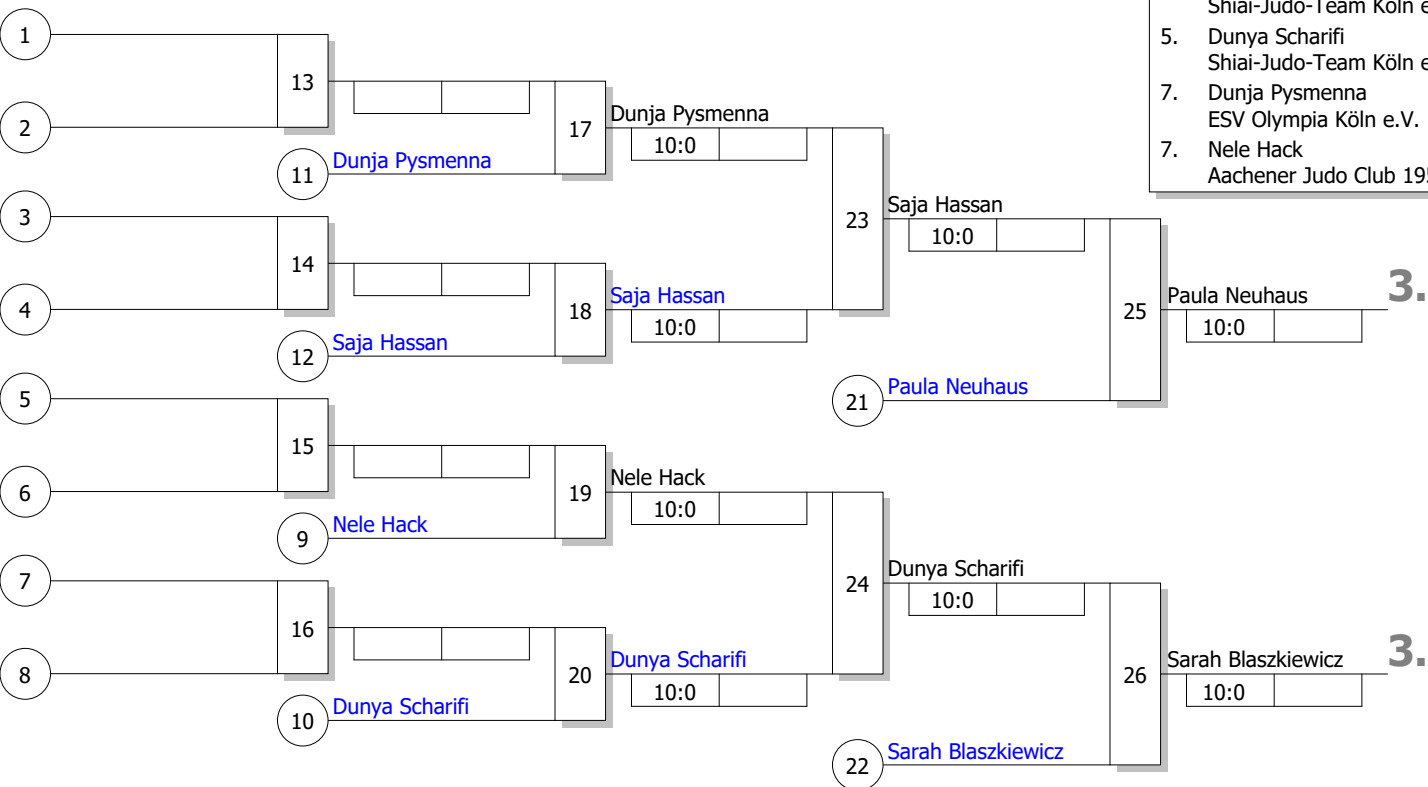 Shiai-Judo-Team Köln
5. Dunya Scharifi
Shiai-Judo-Team Köln
7. Dunja Pysmenna
ESV Olympia Köln e.V.
7. Nele Hack
Aachener Judo Club
1
13
2
17
Dunja Pysmenna
10:0
11
Dunja Pysmenna
3
23
Saja Hassan
10:0
14
4
18
Saja Hassan
10:0
12
Saja Hassan
25
Paula Neuhaus
3.
10:0
21
Paula Neuhaus
5
15
6
19
Nele Hack
10:0
9
Nele Hack
7
24
Dunya Scharifi
10:0
16
8
20
Dunya Scharifi
10:0
10
Dunya Scharifi
26
Sarah Blaszkiewicz
3.
10:0
22
Sarah Blaszkiewicz